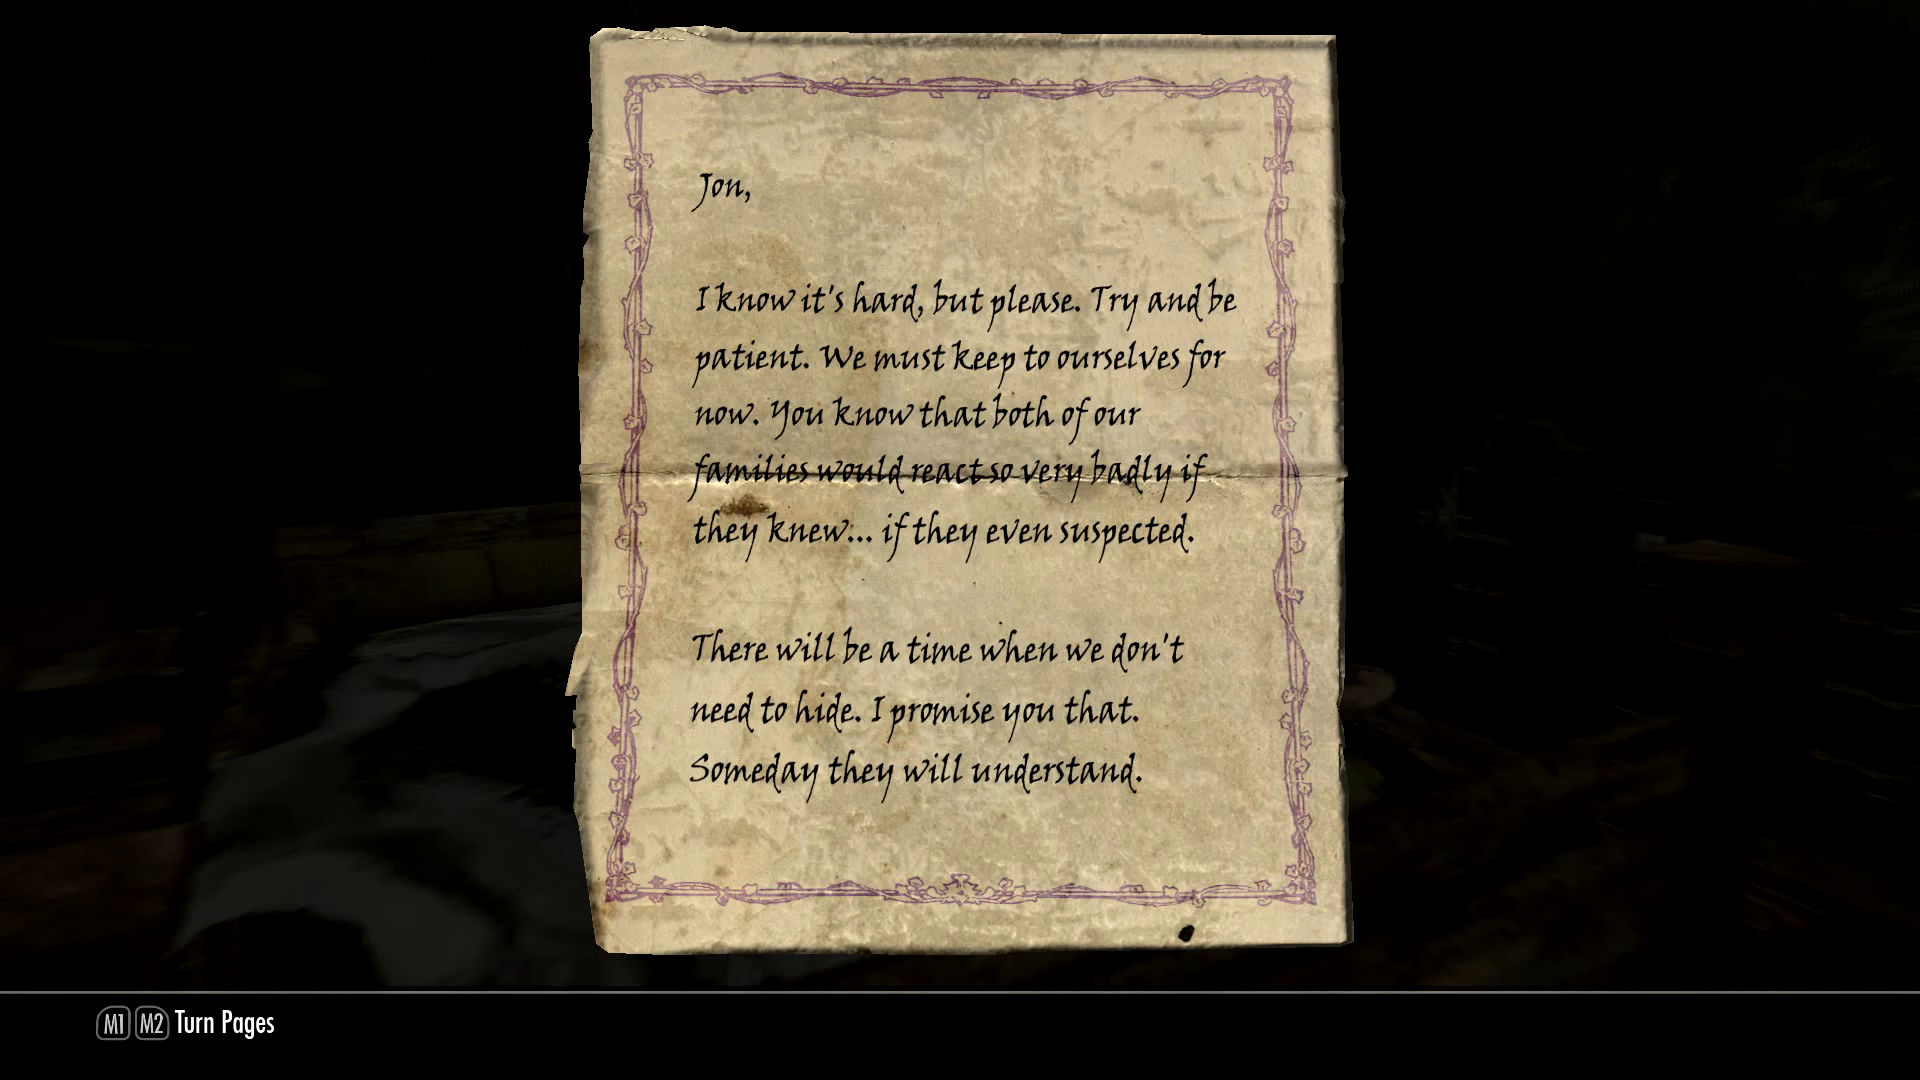 Jon,
I know it's hard, but please. Try and be
patient. We must keep to ourselves for
now. You know that both of our
families would react so very badly if
they knew... if they even suspected.
There will be a time when we don't
need to hide. I promise you that.
Someday they will understand.
M1 M2 Turn Pages